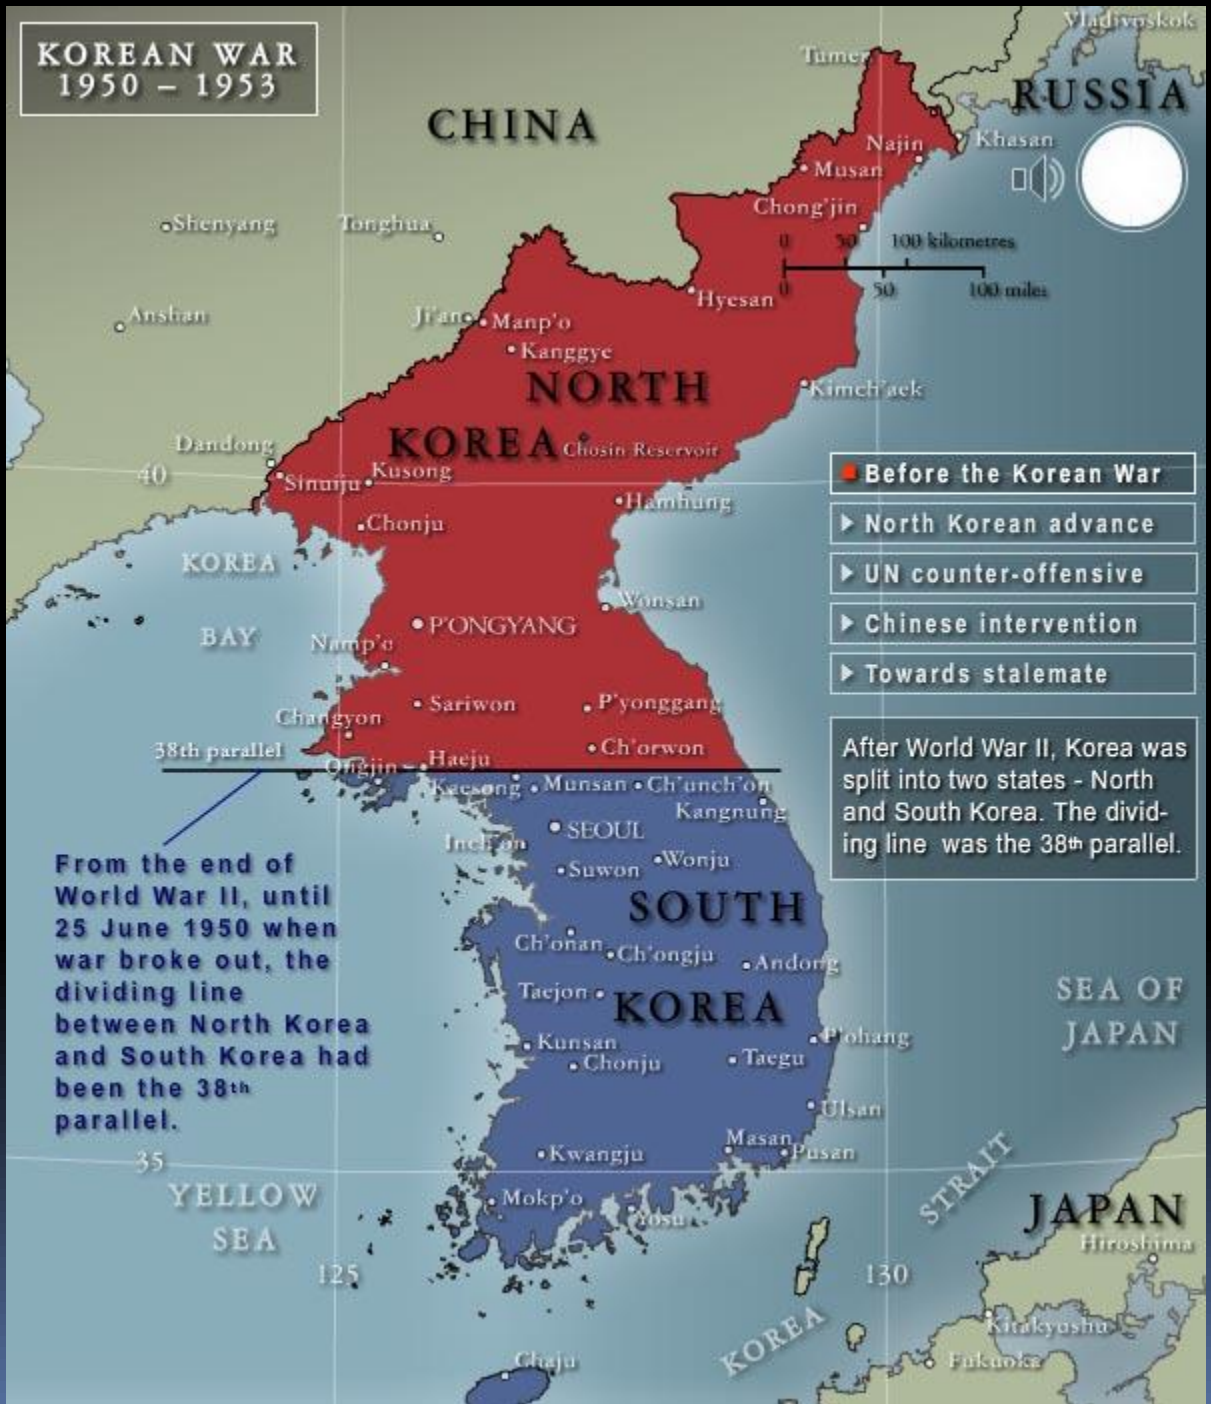 KOREAN WAR
1950 – 1953
Vladivoskok
Tumen
RUSSIA
CHINA
Khasan
Najin
Musan
Chong'jin
Shenyang
Tonghua
0 50 100 kilometres
0 50 100 miles
Hyesan
Anshan
Ji'an
Manp'o
Kanggye
NORTH
KOREA
Kimch'aek
Chosin Reservoir
Dandong
40
Sinuiju
Kusong
Hamhung
Chonju
KOREA
BAY
Wonsan
P'ONGYANG
Namp'o
Sariwon
P'yonggang
Changyon
38th parallel
Ch'orwon
Ongjin
Haeju
Kaesong
Munsan
Ch'unch'on
Kangnung
SEOUL
Inch'on
Suwon
Wonju
SOUTH
KOREA
Ch'onan
Ch'ongju
Andong
Taejon
Kunsan
Chonju
Taegu
P'ohang
Ulsan
Masan
Pusan
Kwangju
Mokp'o
Yosu
35
YELLOW
SEA
125
130
Chaju
KOREA
STRAIT
SEA OF
JAPAN
JAPAN
Hiroshima
Kitakyushu
Fukuoka
Before the Korean War
North Korean advance
UN counter-offensive
Chinese intervention
Towards stalemate
After World War II, Korea was
split into two states - North
and South Korea. The divid-
ing line was the 38th parallel.
From the end of
World War II, until
25 June 1950 when
war broke out, the
dividing line
between North Korea
and South Korea had
been the 38th
parallel.